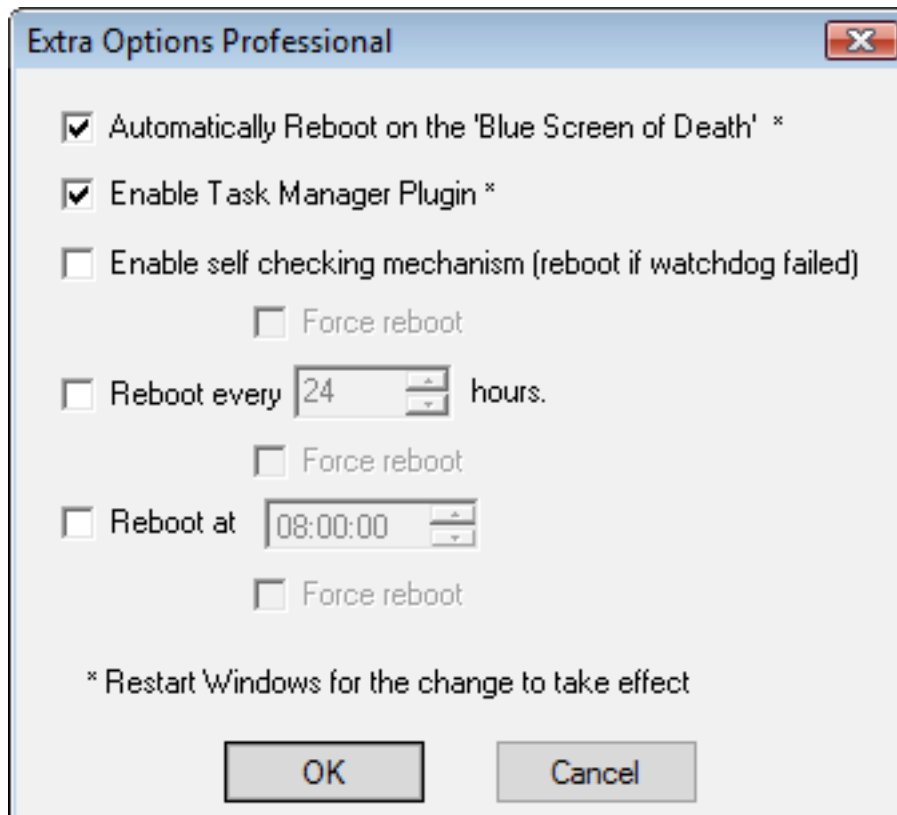 Extra Options Professional
Automatically Reboot on the 'Blue Screen of Death' *
Enable Task Manager Plugin *
Enable self checking mechanism (reboot if watchdog failed)
Force reboot
Reboot every 24 hours.
Force reboot
Reboot at 08:00:00
Force reboot
* Restart Windows for the change to take effect
OK Cancel